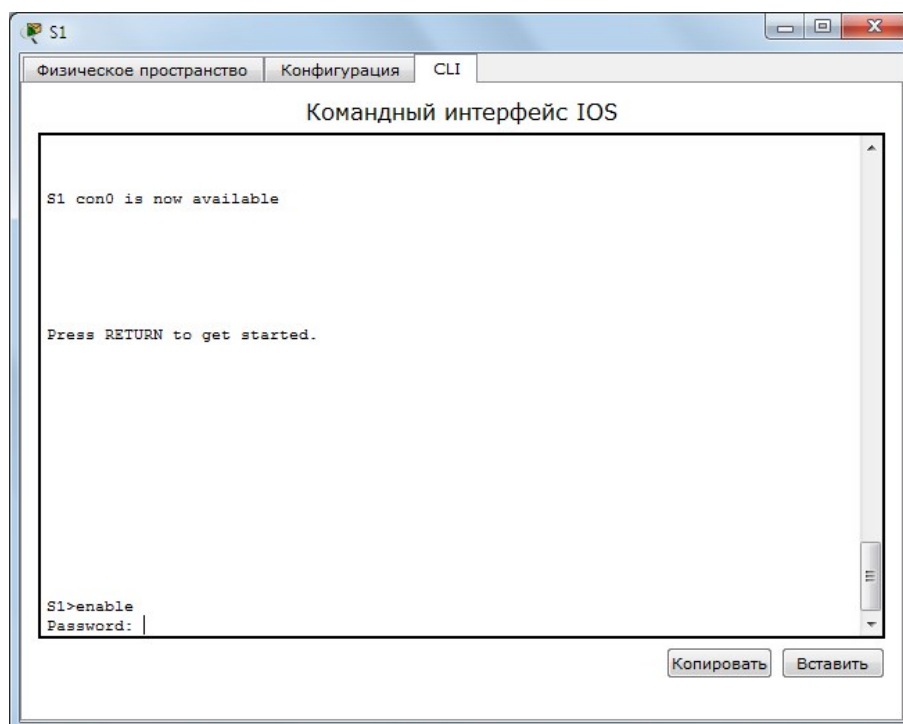 S1
Физическое пространство
Конфигурация
CLI
Командный интерфейс IOS
S1 con0 is now available
Press RETURN to get started.
S1>enable
Password:
Копировать
Вставить